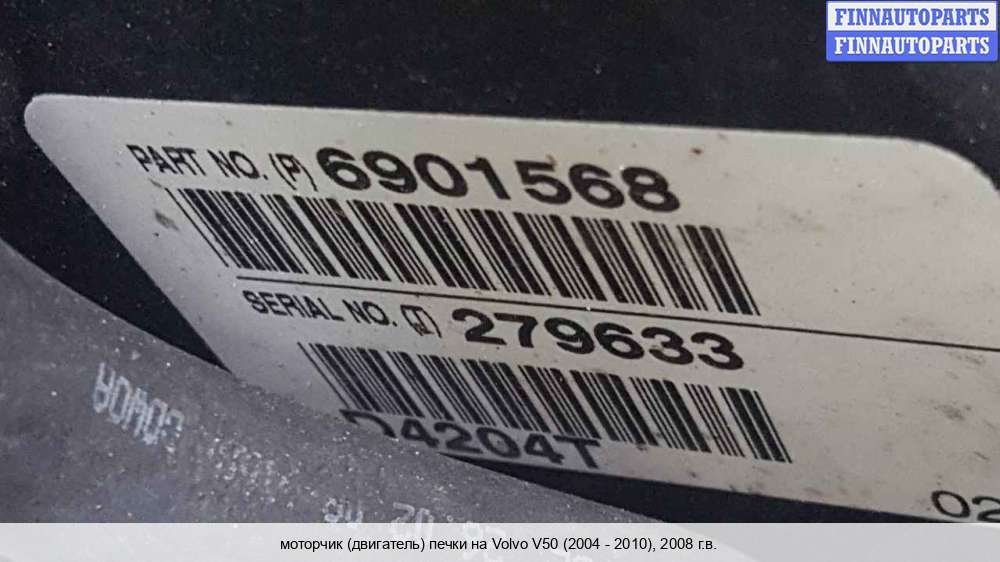 FINNAUTOPARTS
FINNAUTOPARTS
PART NO. (P) 6901568
SERIAL NO. 279633
D4204T
02
моторчик (двигатель) печки на Volvo V50 (2004 - 2010), 2008 г.в.